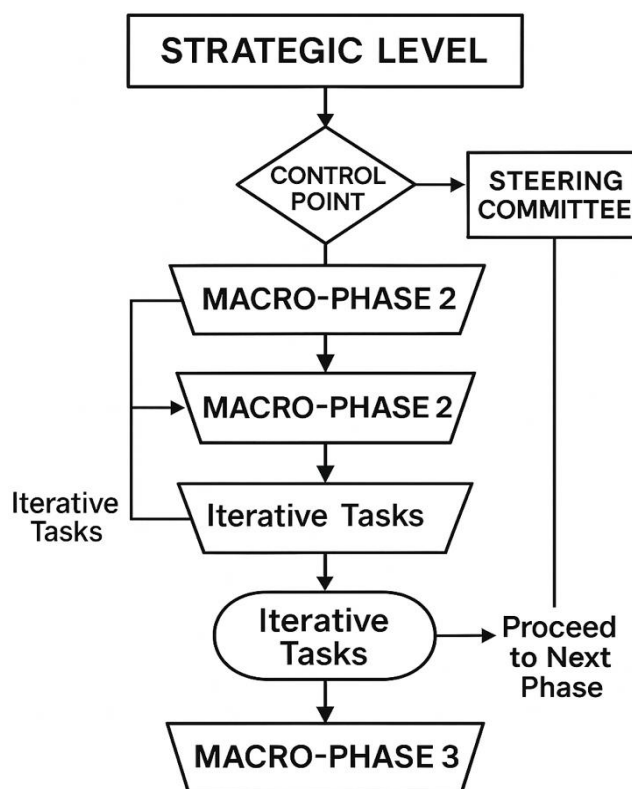 STRATEGIC LEVEL
CONTROL
POINT
STEERING
COMMITTEE
MACRO-PHASE 2
MACRO-PHASE 2
Iterative
Tasks
Iterative Tasks
Iterative
Tasks
Proceed
to Next
Phase
MACRO-PHASE 3